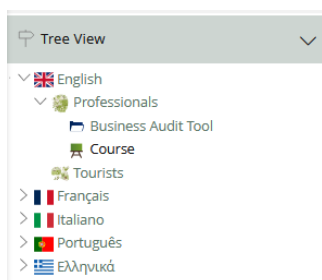 Tree View
English
Professionals
Business Audit Tool
Course
Tourists
Français
Italiano
Português
Ελληνικά